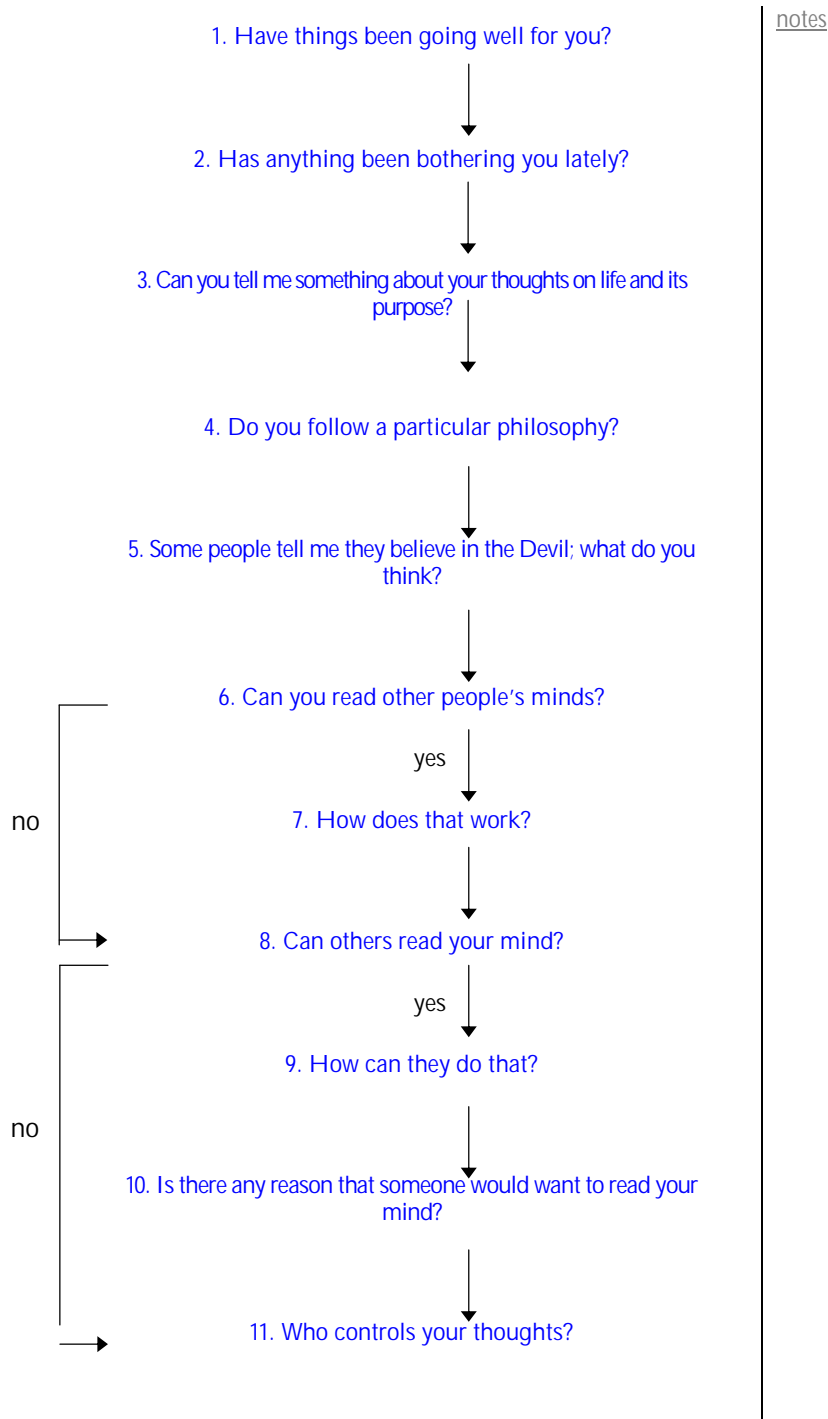 notes
1. Have things been going well for you?
2. Has anything been bothering you lately?
3. Can you tell me something about your thoughts on life and its
purpose?
4. Do you follow a particular philosophy?
5. Some people tell me they believe in the Devil; what do you
think?
6. Can you read other people’s minds?
yes
no
7. How does that work?
8. Can others read your mind?
yes
9. How can they do that?
no
10. Is there any reason that someone would want to read your
mind?
11. Who controls your thoughts?